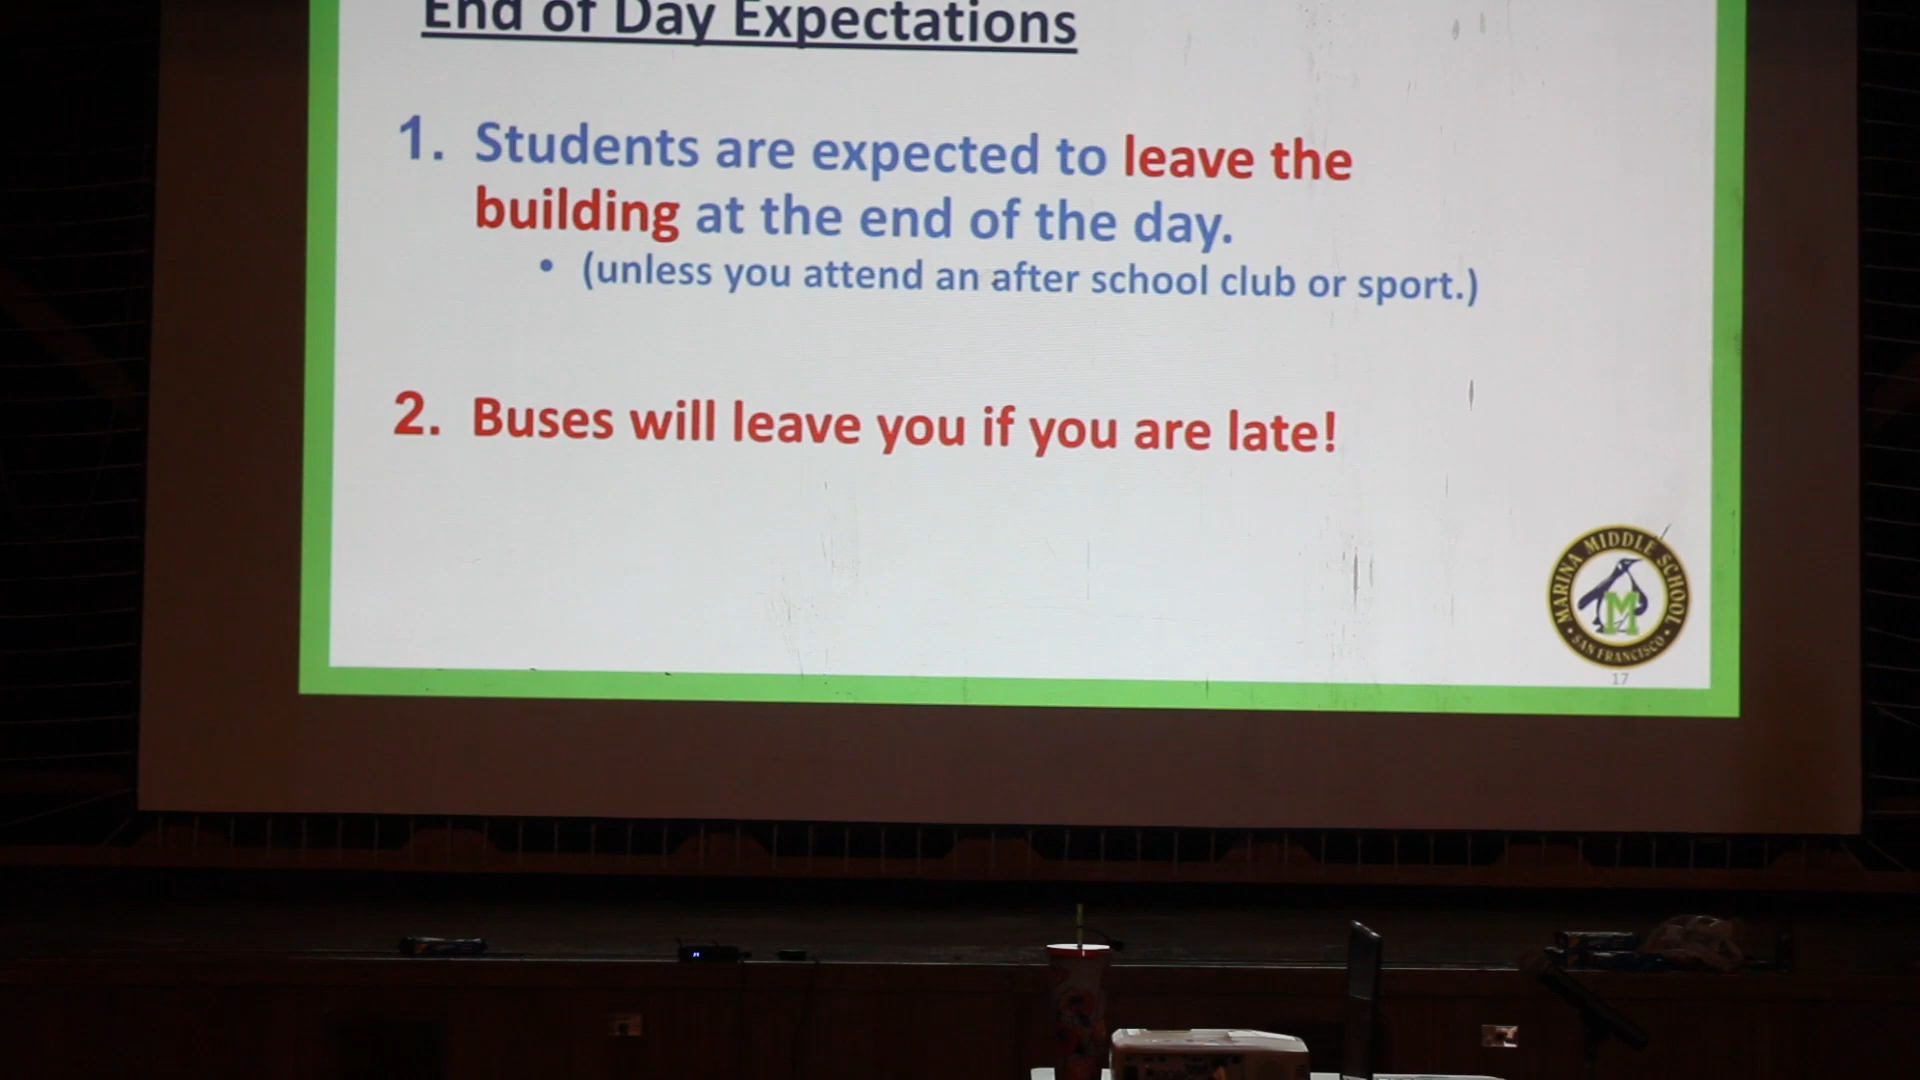 End of Day Expectations
1. Students are expected to leave the
building at the end of the day.
• (unless you attend an after school club or sport.)
2. Buses will leave you if you are late!
MARINA MIDDLE SCHOOL
M
• SAN FRANCISCO •
17